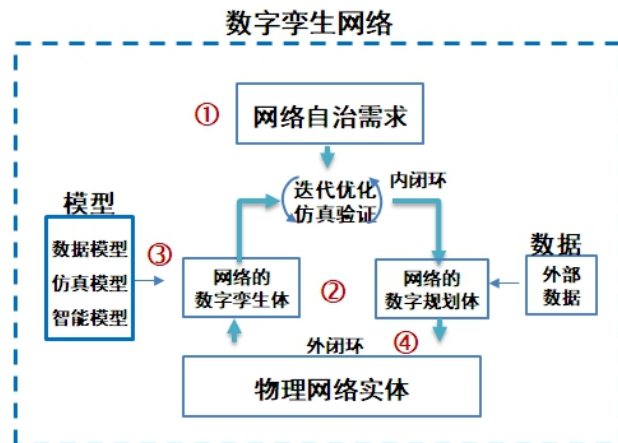 数字孪生网络
①
网络自治需求
迭代优化
仿真验证
内闭环
模型
数据模型
仿真模型
智能模型
③
网络的
数字孪生体
②
网络的
数字规划体
数据
外部
数据
外闭环
④
物理网络实体